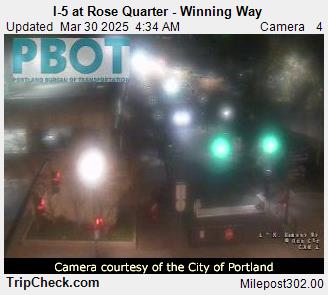 I-5 at Rose Quarter - Winning Way
Updated Mar 30 2025 4:34 AM Camera 4
PBOT
PORTLAND BUREAU OF TRANSPORTATION
Camera courtesy of the City of Portland
TripCheck.com Milepost302.00